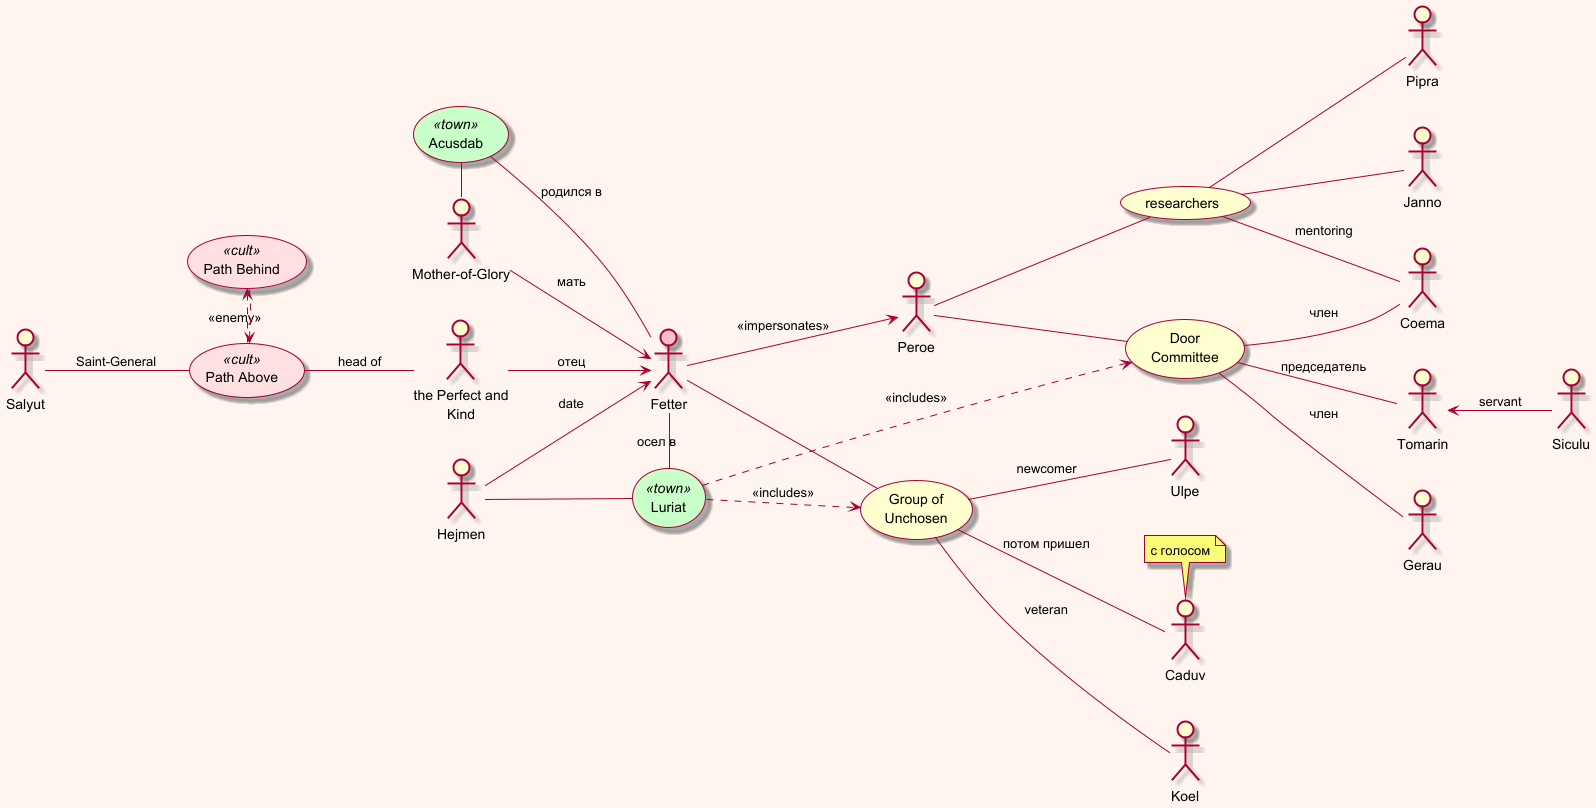 Pipra
«town»
Acusdab
Janno
родился в
researchers
mentoring
«cult»
Path Behind
Mother-of-Glory
мать
«enemy»
«impersonates»
Peroe
член
Coema
Door
Committee
Saint-General
«cult»
Path Above
head of
отец
председатель
Salyut
the Perfect and
Kind
date
Fetter
«includes»
servant
член
Tomarin
Siculu
осел в
newcomer
Ulpe
«town»
Luriat
«includes»
Group of
Unchosen
Hejmen
потом пришел
с голосом
Gerau
veteran
Caduv
Koel